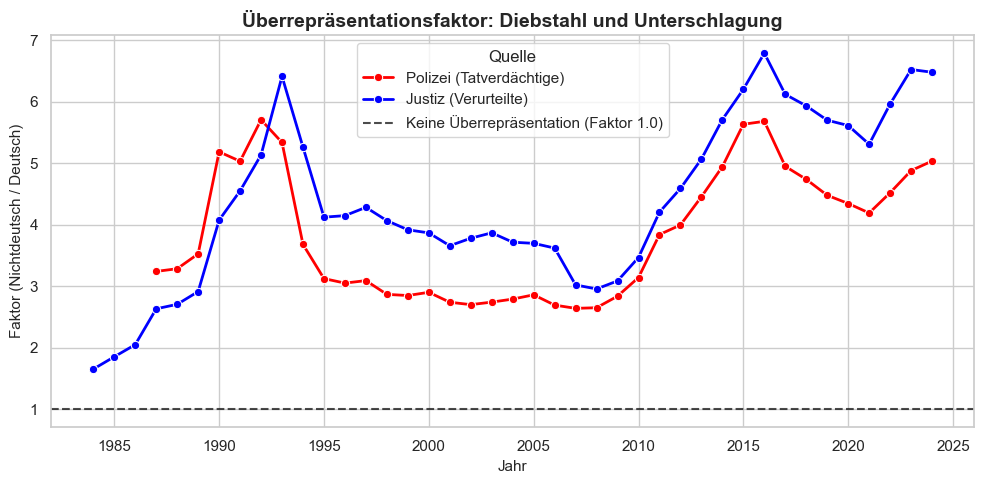 Überrepräsentationsfaktor: Diebstahl und Unterschlagung
Quelle
Polizei (Tatverdächtige)
Justiz (Verurteilte)
Keine Überrepräsentation (Faktor 1.0)
Faktor (Nichtdeutsch / Deutsch)
7
6
5
4
3
2
1
1985 1990 1995 2000 2005 2010 2015 2020 2025
Jahr